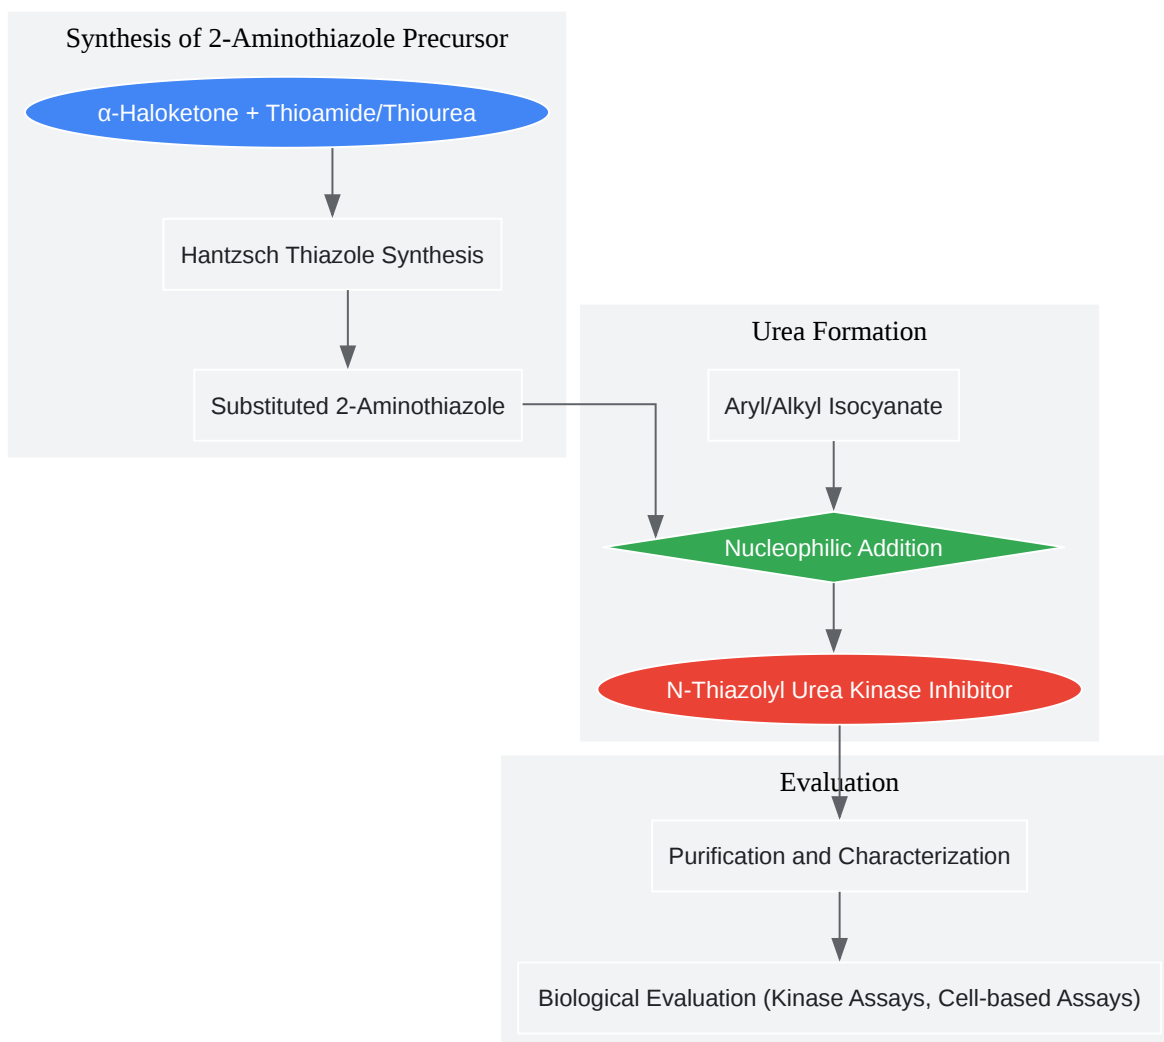 Synthesis of 2-Aminothiazole Precursor
α-Haloketone + Thioamide/Thiourea
Hantzsch Thiazole Synthesis
Substituted 2-Aminothiazole
Urea Formation
Aryl/Alkyl Isocyanate
Nucleophilic Addition
N-Thiazolyl Urea Kinase Inhibitor
Evaluation
Purification and Characterization
Biological Evaluation (Kinase Assays, Cell-based Assays)